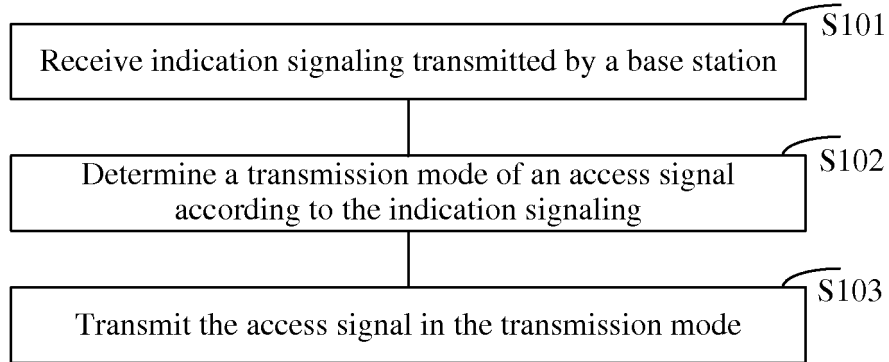 S101
Receive indication signaling transmitted by a base station
S102
Determine a transmission mode of an access signal
according to the indication signaling
S103
Transmit the access signal in the transmission mode